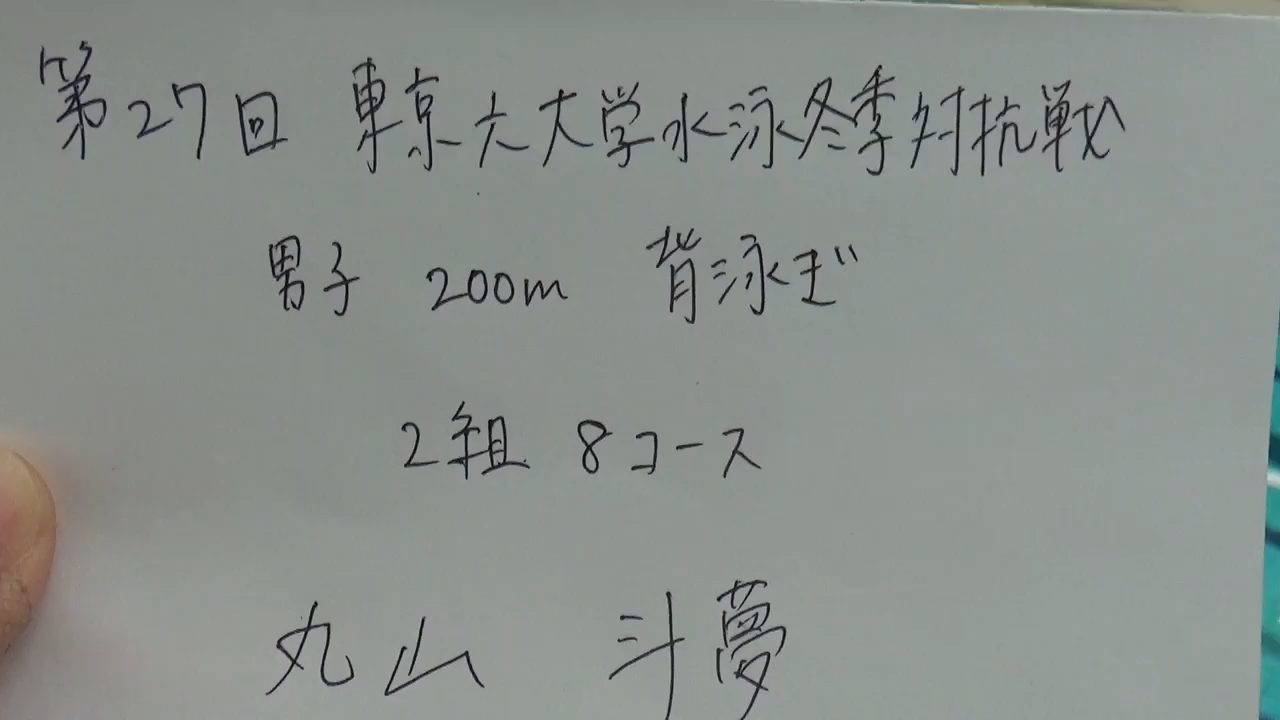 第27回 東京六大学水泳冬季対抗戦
男子 200m 背泳ぎ
2組 8コース
丸山 斗夢